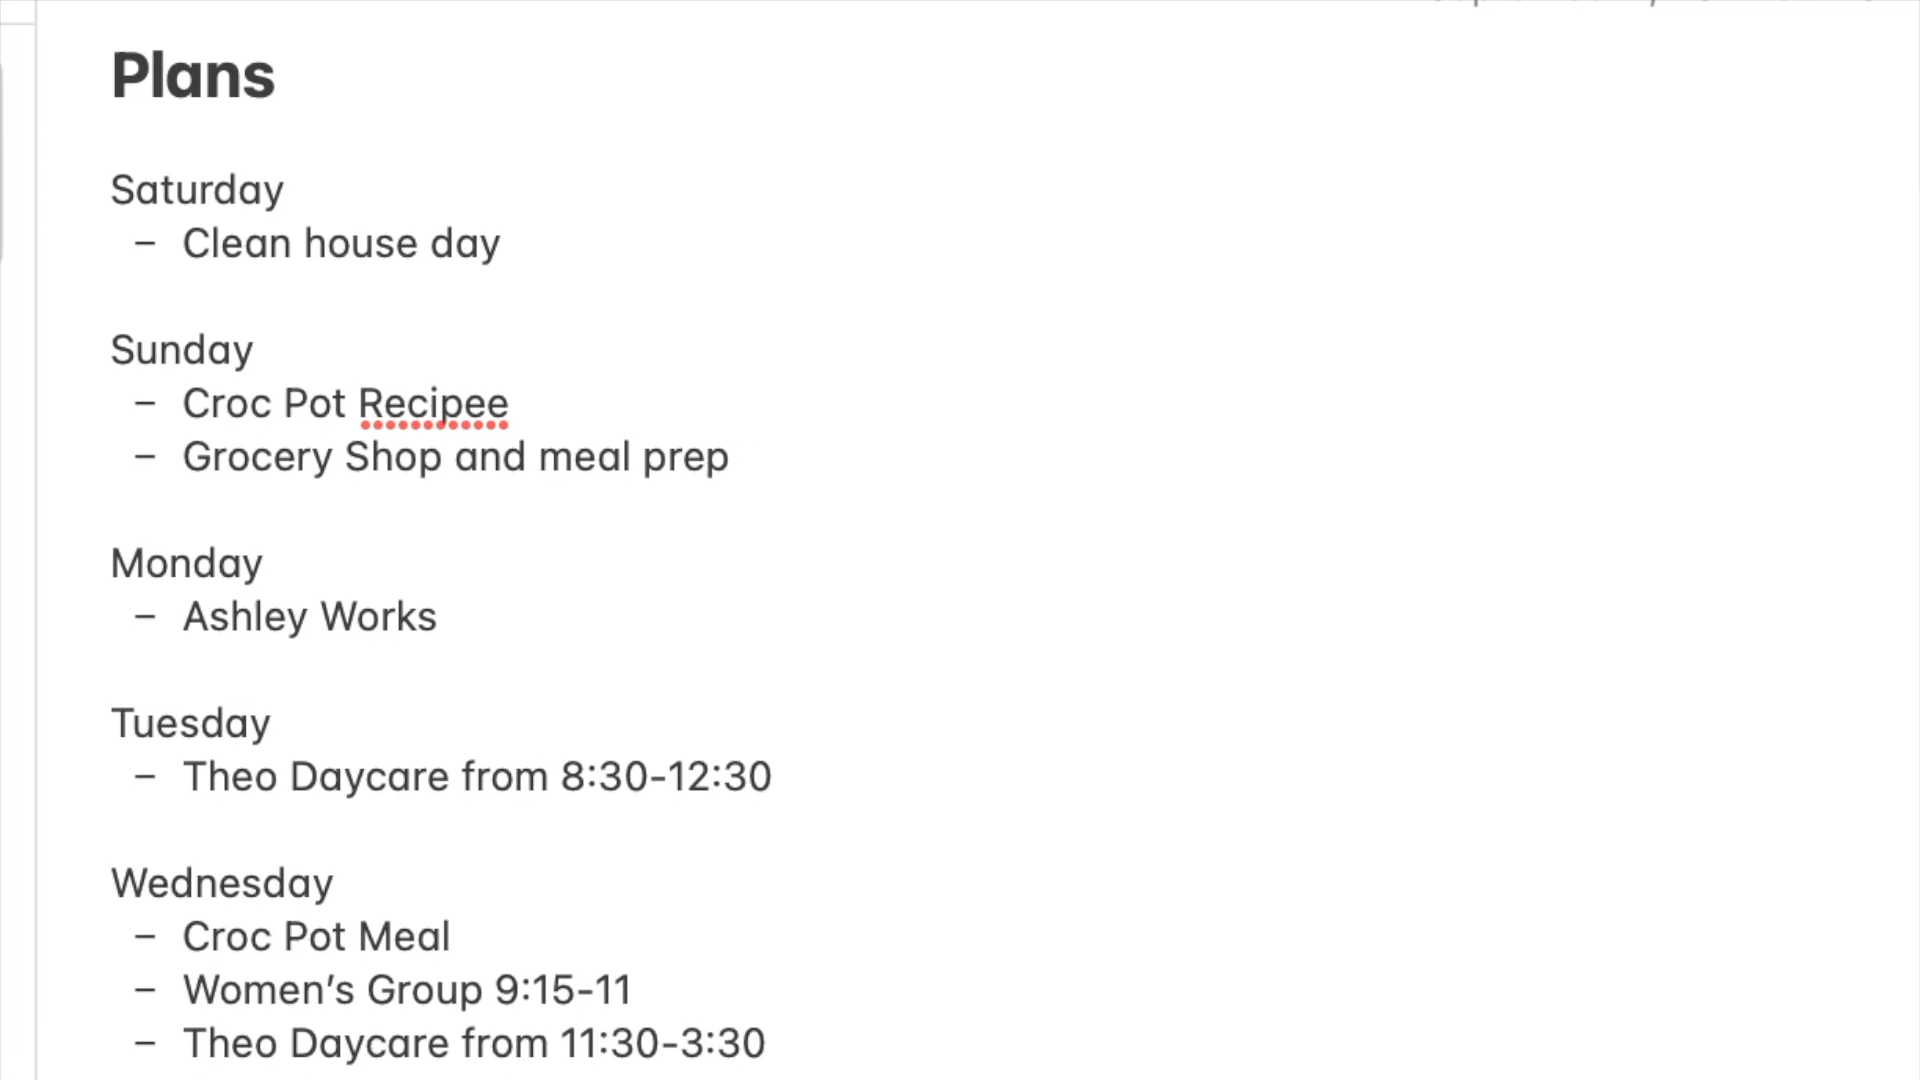 Plans
Saturday
– Clean house day
Sunday
– Croc Pot Recipee
– Grocery Shop and meal prep
Monday
– Ashley Works
Tuesday
– Theo Daycare from 8:30-12:30
Wednesday
– Croc Pot Meal
– Women’s Group 9:15-11
– Theo Daycare from 11:30-3:30